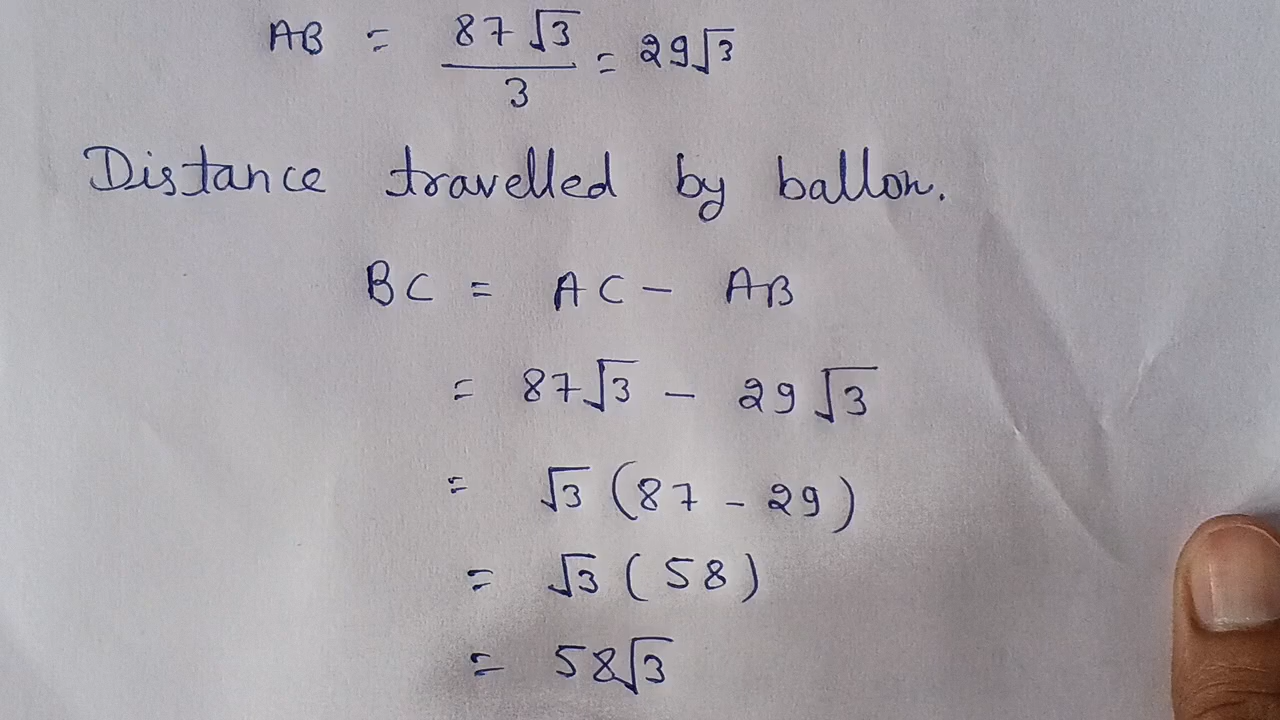 AB = 87√3 / 3 = 29√3
Distance travelled by ballon.
BC = AC - AB
= 87√3 - 29√3
= √3 (87 - 29)
= √3 (58)
= 58√3